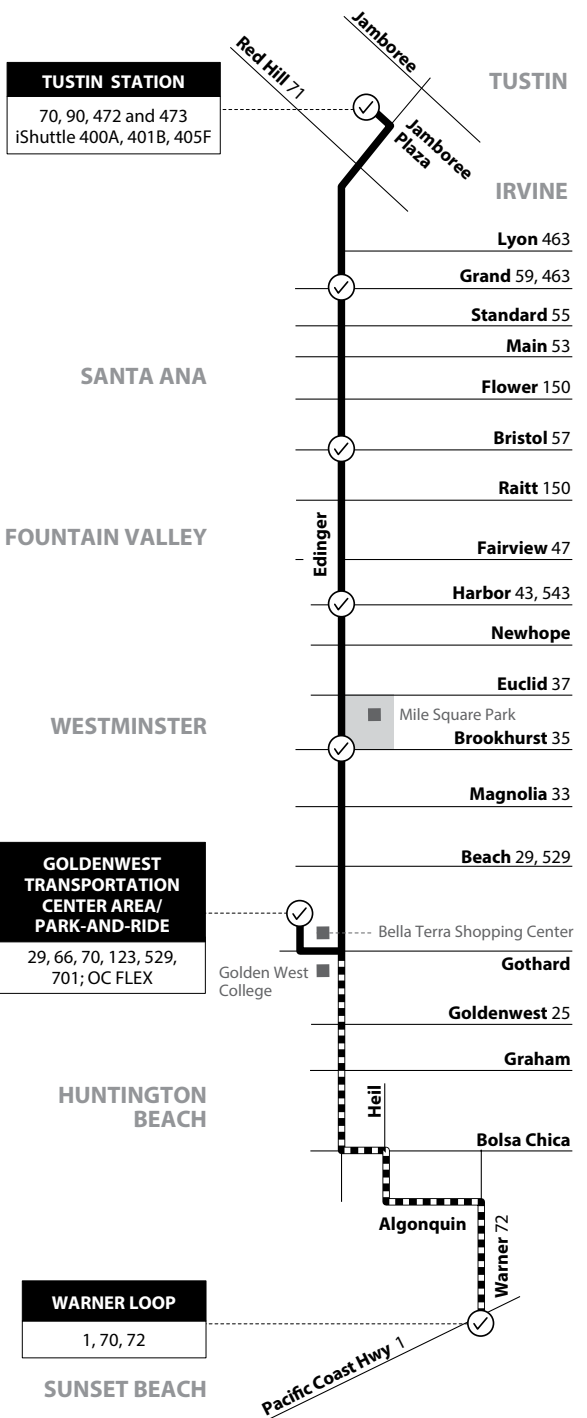 Jamboree
Red Hill 71
TUSTIN
TUSTIN STATION
70, 90, 472 and 473
iShuttle 400A, 401B, 405F
Jamboree
Plaza
IRVINE
Lyon 463
Grand 59, 463
Standard 55
Main 53
SANTA ANA
Flower 150
Bristol 57
Raitt 150
FOUNTAIN VALLEY
Edinger
Fairview 47
Harbor 43, 543
Newhope
Euclid 37
Mile Square Park
WESTMINSTER
Brookhurst 35
Magnolia 33
Beach 29, 529
GOLDENWEST
TRANSPORTATION
CENTER AREA/
PARK-AND-RIDE
29, 66, 70, 123, 529,
701; OC FLEX
Bella Terra Shopping Center
Gothard
Golden West
College
Goldenwest 25
Graham
HUNTINGTON
BEACH
Heil
Bolsa Chica
Algonquin
Warner 72
WARNER LOOP
1, 70, 72
Pacific Coast Hwy 1
SUNSET BEACH